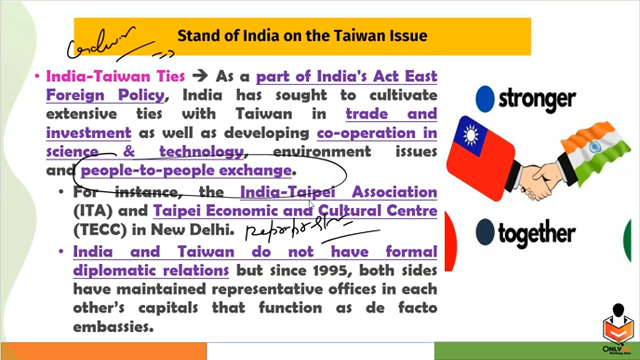 Stand of India on the Taiwan Issue
• India-Taiwan Ties → As a part of India's Act East
Foreign Policy, India has sought to cultivate
extensive ties with Taiwan in trade and
investment as well as developing co-operation in
science & technology, environment issues
and people-to-people exchange.
• For instance, the India-Taipei Association
(ITA) and Taipei Economic and Cultural Centre
(TECC) in New Delhi.
• India and Taiwan do not have formal
diplomatic relations but since 1995, both sides
have maintained representative offices in each
other's capitals that function as de facto
embassies.
stronger
together